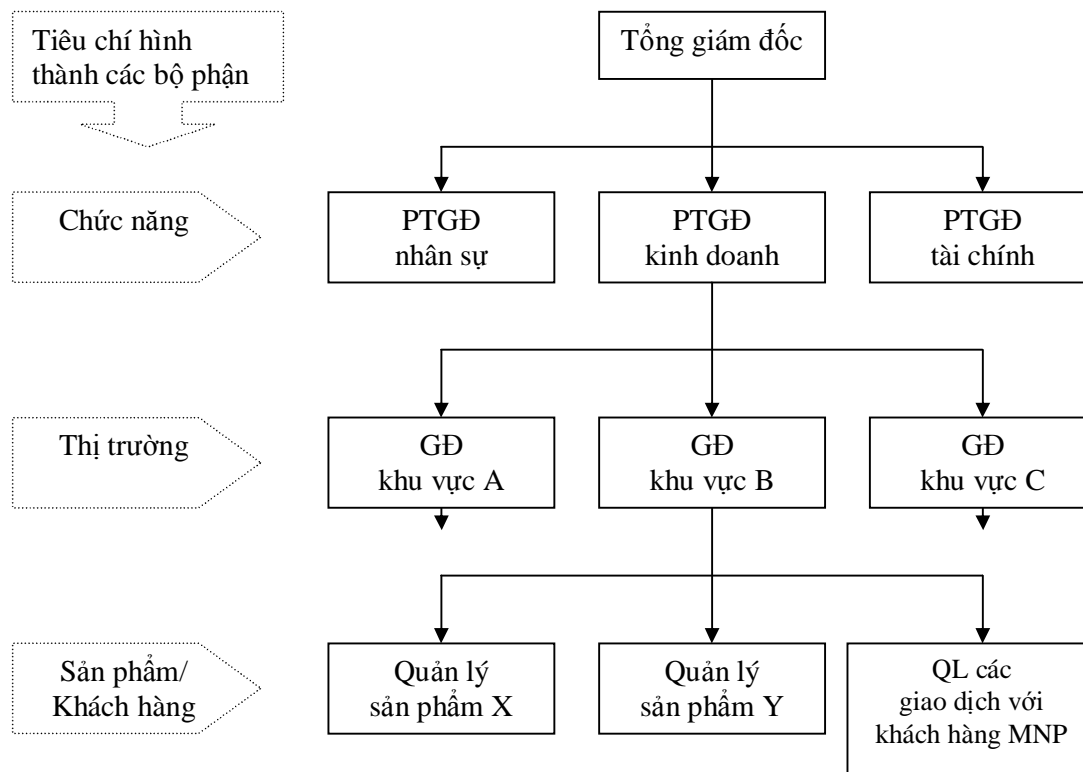 Tiêu chí hình
thành các bộ phận
Tổng giám đốc
Chức năng
PTGĐ
nhân sự
PTGĐ
kinh doanh
PTGĐ
tài chính
Thị trường
GĐ
khu vực A
GĐ
khu vực B
GĐ
khu vực C
Sản phẩm/
Khách hàng
Quản lý
sản phẩm X
Quản lý
sản phẩm Y
QL các
giao dịch với
khách hàng MNP